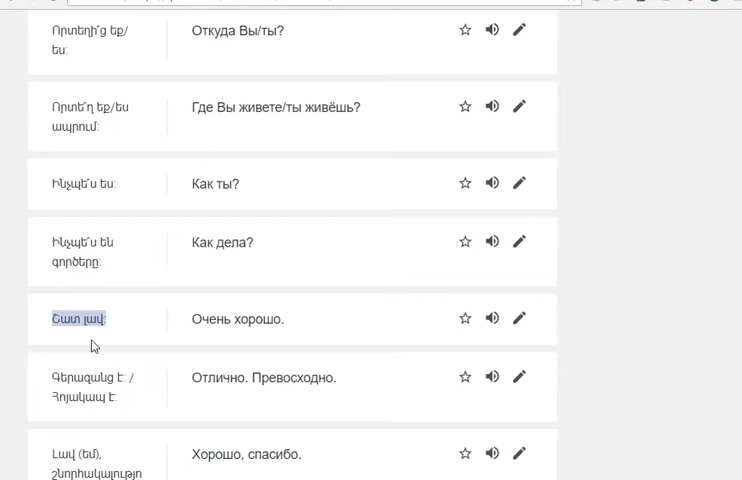 Որտեղի՞ց եք/
ես:
Откуда Вы/ты?
Որտե՞ղ եք/ես
ապրում:
Где Вы живете/ты живёшь?
Ինչպե՞ս ես:
Как ты?
Ինչպե՞ս են
գործերը:
Как дела?
Շատ լավ:
Очень хорошо.
Գերազանց է: /
Հոյակապ է:
Отлично. Превосходно.
Լավ (եմ),
շնորհակալությո
Хорошо, спасибо.